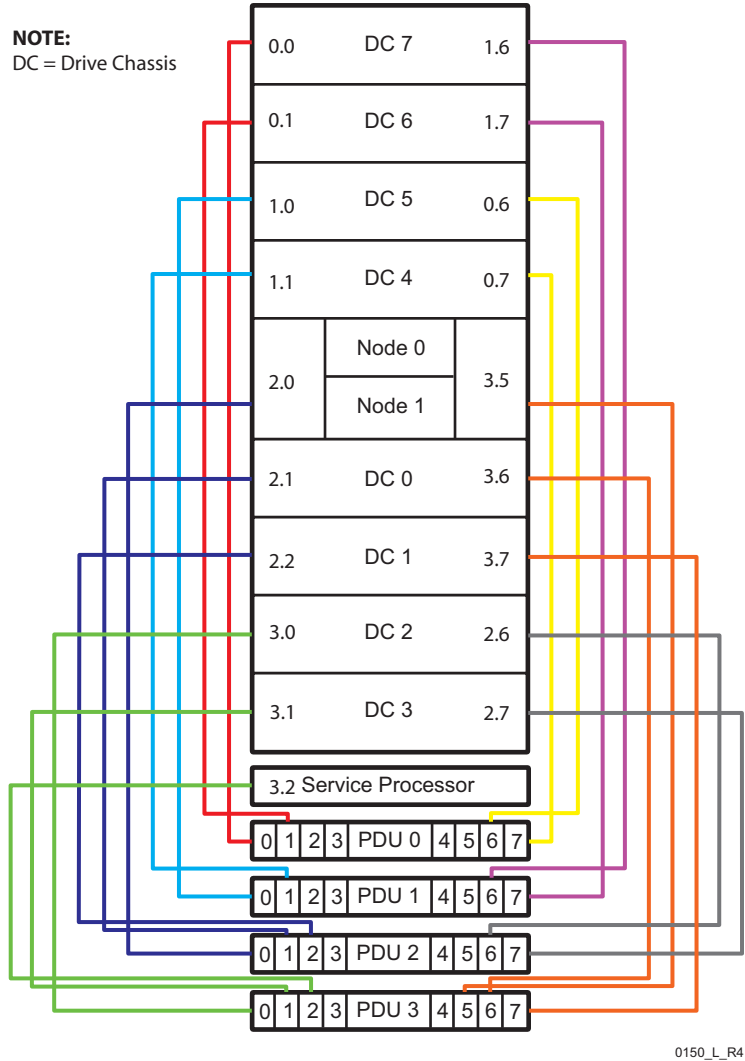 NOTE:
DC = Drive Chassis
0.0 DC 7 1.6
0.1 DC 6 1.7
1.0 DC 5 0.6
1.1 DC 4 0.7
Node 0
2.0 3.5
Node 1
2.1 DC 0 3.6
2.2 DC 1 3.7
3.0 DC 2 2.6
3.1 DC 3 2.7
3.2 Service Processor
0 1 2 3 PDU 0 4 5 6 7
0 1 2 3 PDU 1 4 5 6 7
0 1 2 3 PDU 2 4 5 6 7
0 1 2 3 PDU 3 4 5 6 7
0150_L_R4